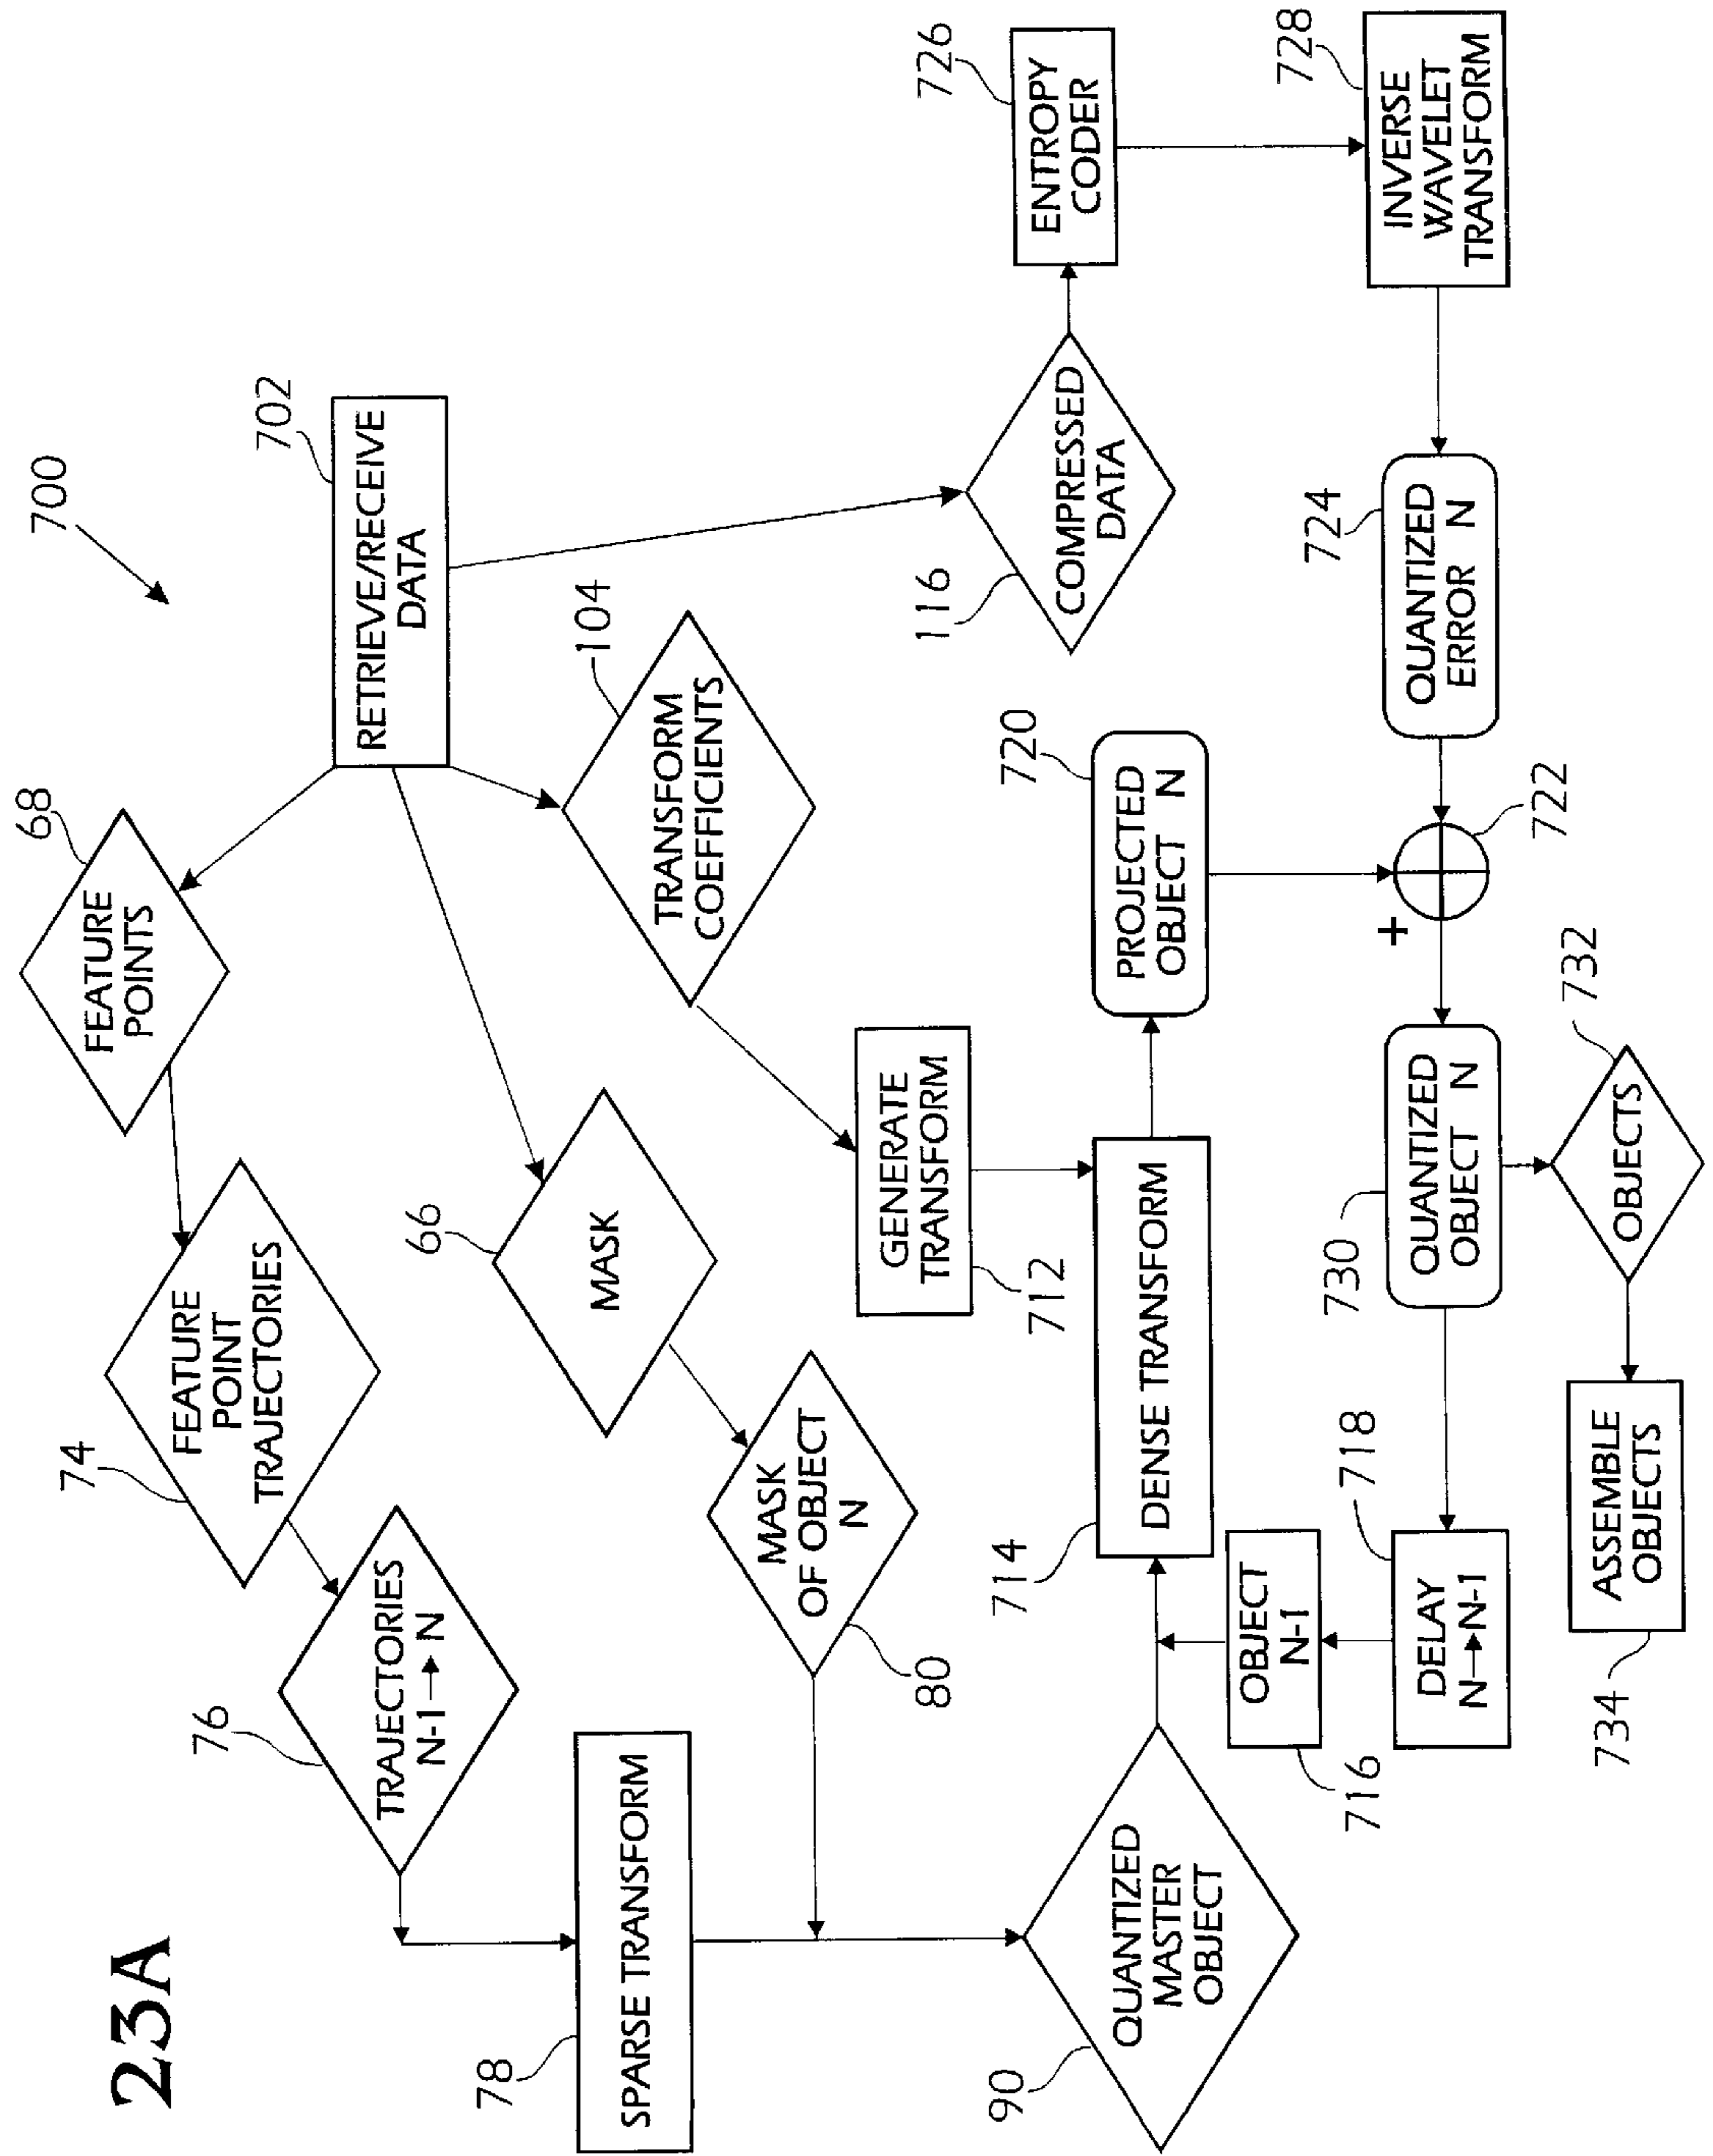 23A
700
702
RETRIEVE/RECEIVE
DATA
68
FEATURE
POINTS
74
FEATURE
POINT
TRAJECTORIES
76
TRAJECTORIES
N-1→N
78
SPARSE TRANSFORM
66
MASK
80
MASK
OF OBJECT
N
104
TRANSFORM
COEFFICIENTS
GENERATE
TRANSFORM
712
90
QUANTIZED
MASTER
OBJECT
714
DENSE TRANSFORM
720
PROJECTED
OBJECT N
116
COMPRESSED
DATA
726
ENTROPY
CODER
728
INVERSE
WAVELET
TRANSFORM
724
QUANTIZED
ERROR N
+
722
730
QUANTIZED
OBJECT N
716
OBJECT
N-1
718
DELAY
N→N-1
732
OBJECTS
734
ASSEMBLE
OBJECTS